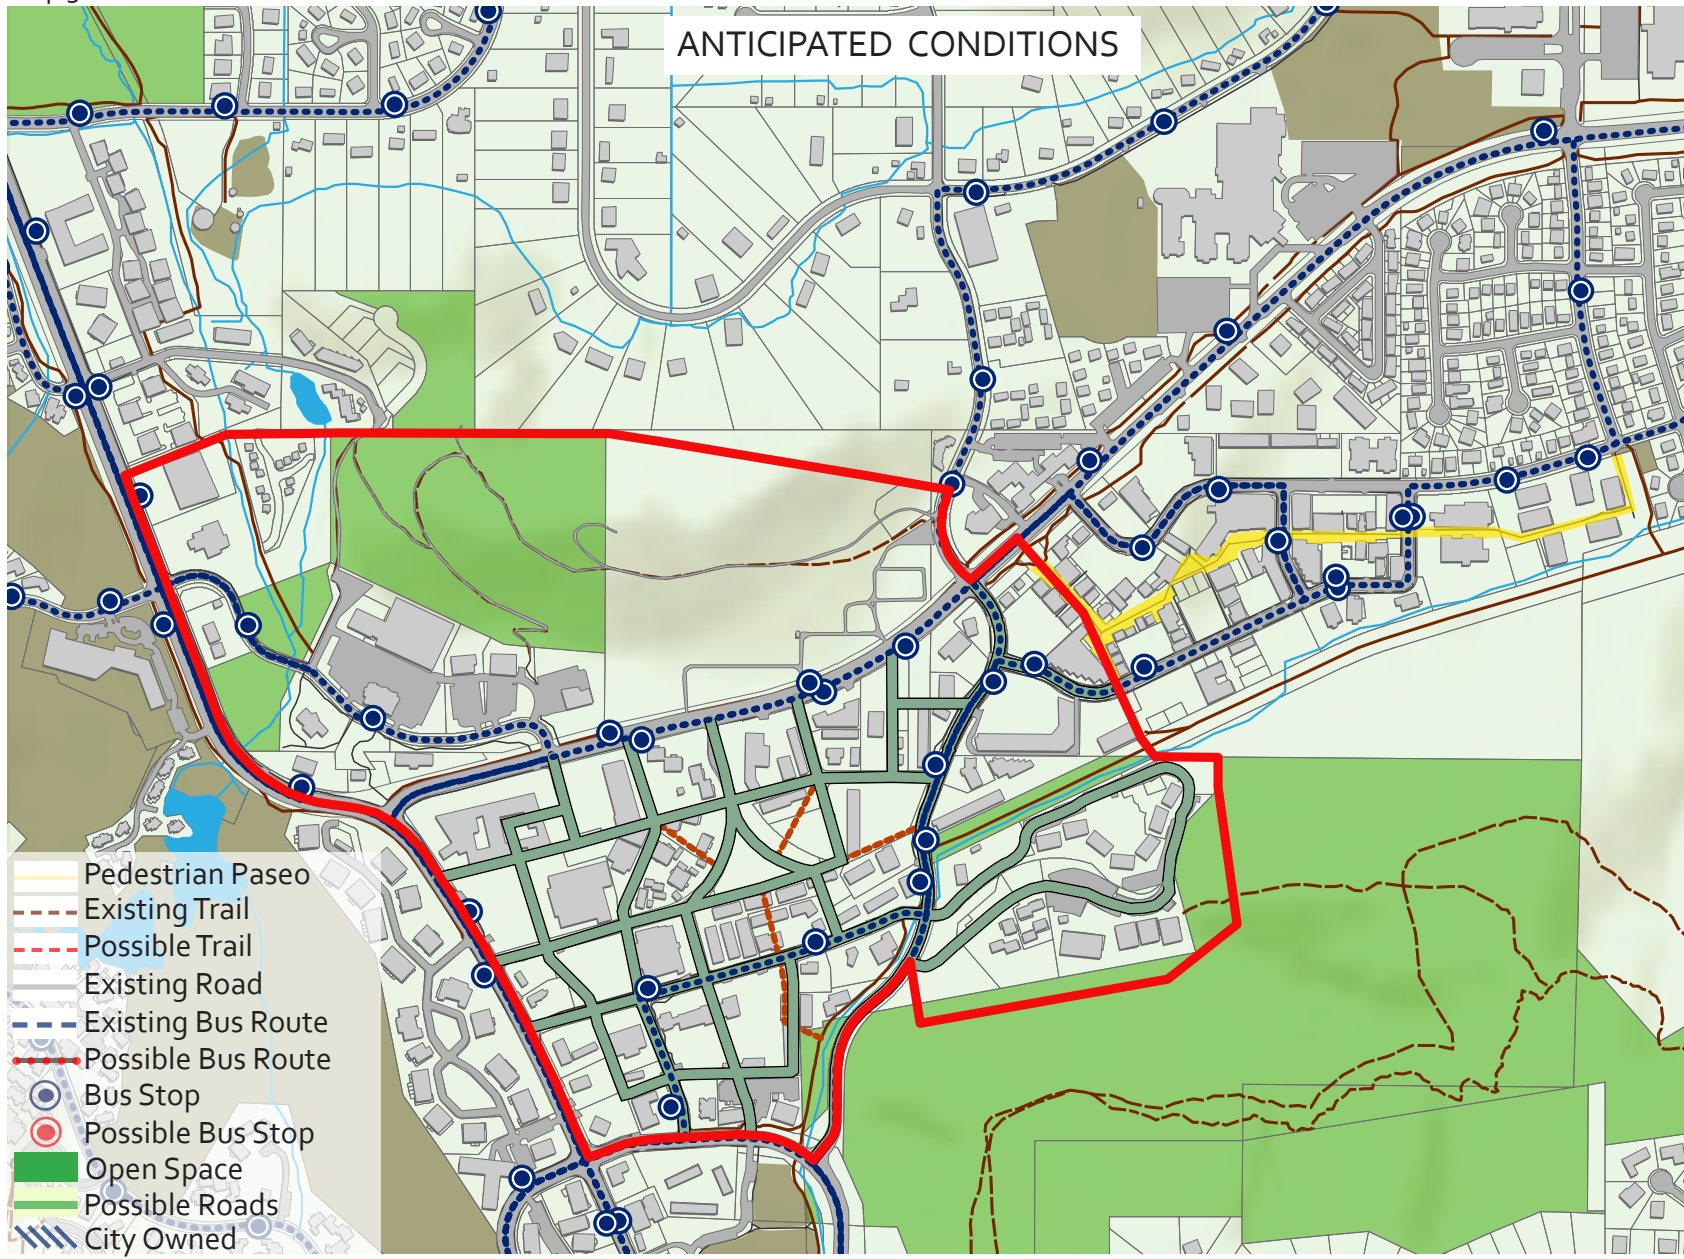 ANTICIPATED CONDITIONS
Pedestrian Paseo
Existing Trail
Possible Trail
Existing Road
Existing Bus Route
Possible Bus Route
Bus Stop
Possible Bus Stop
Open Space
Possible Roads
City Owned